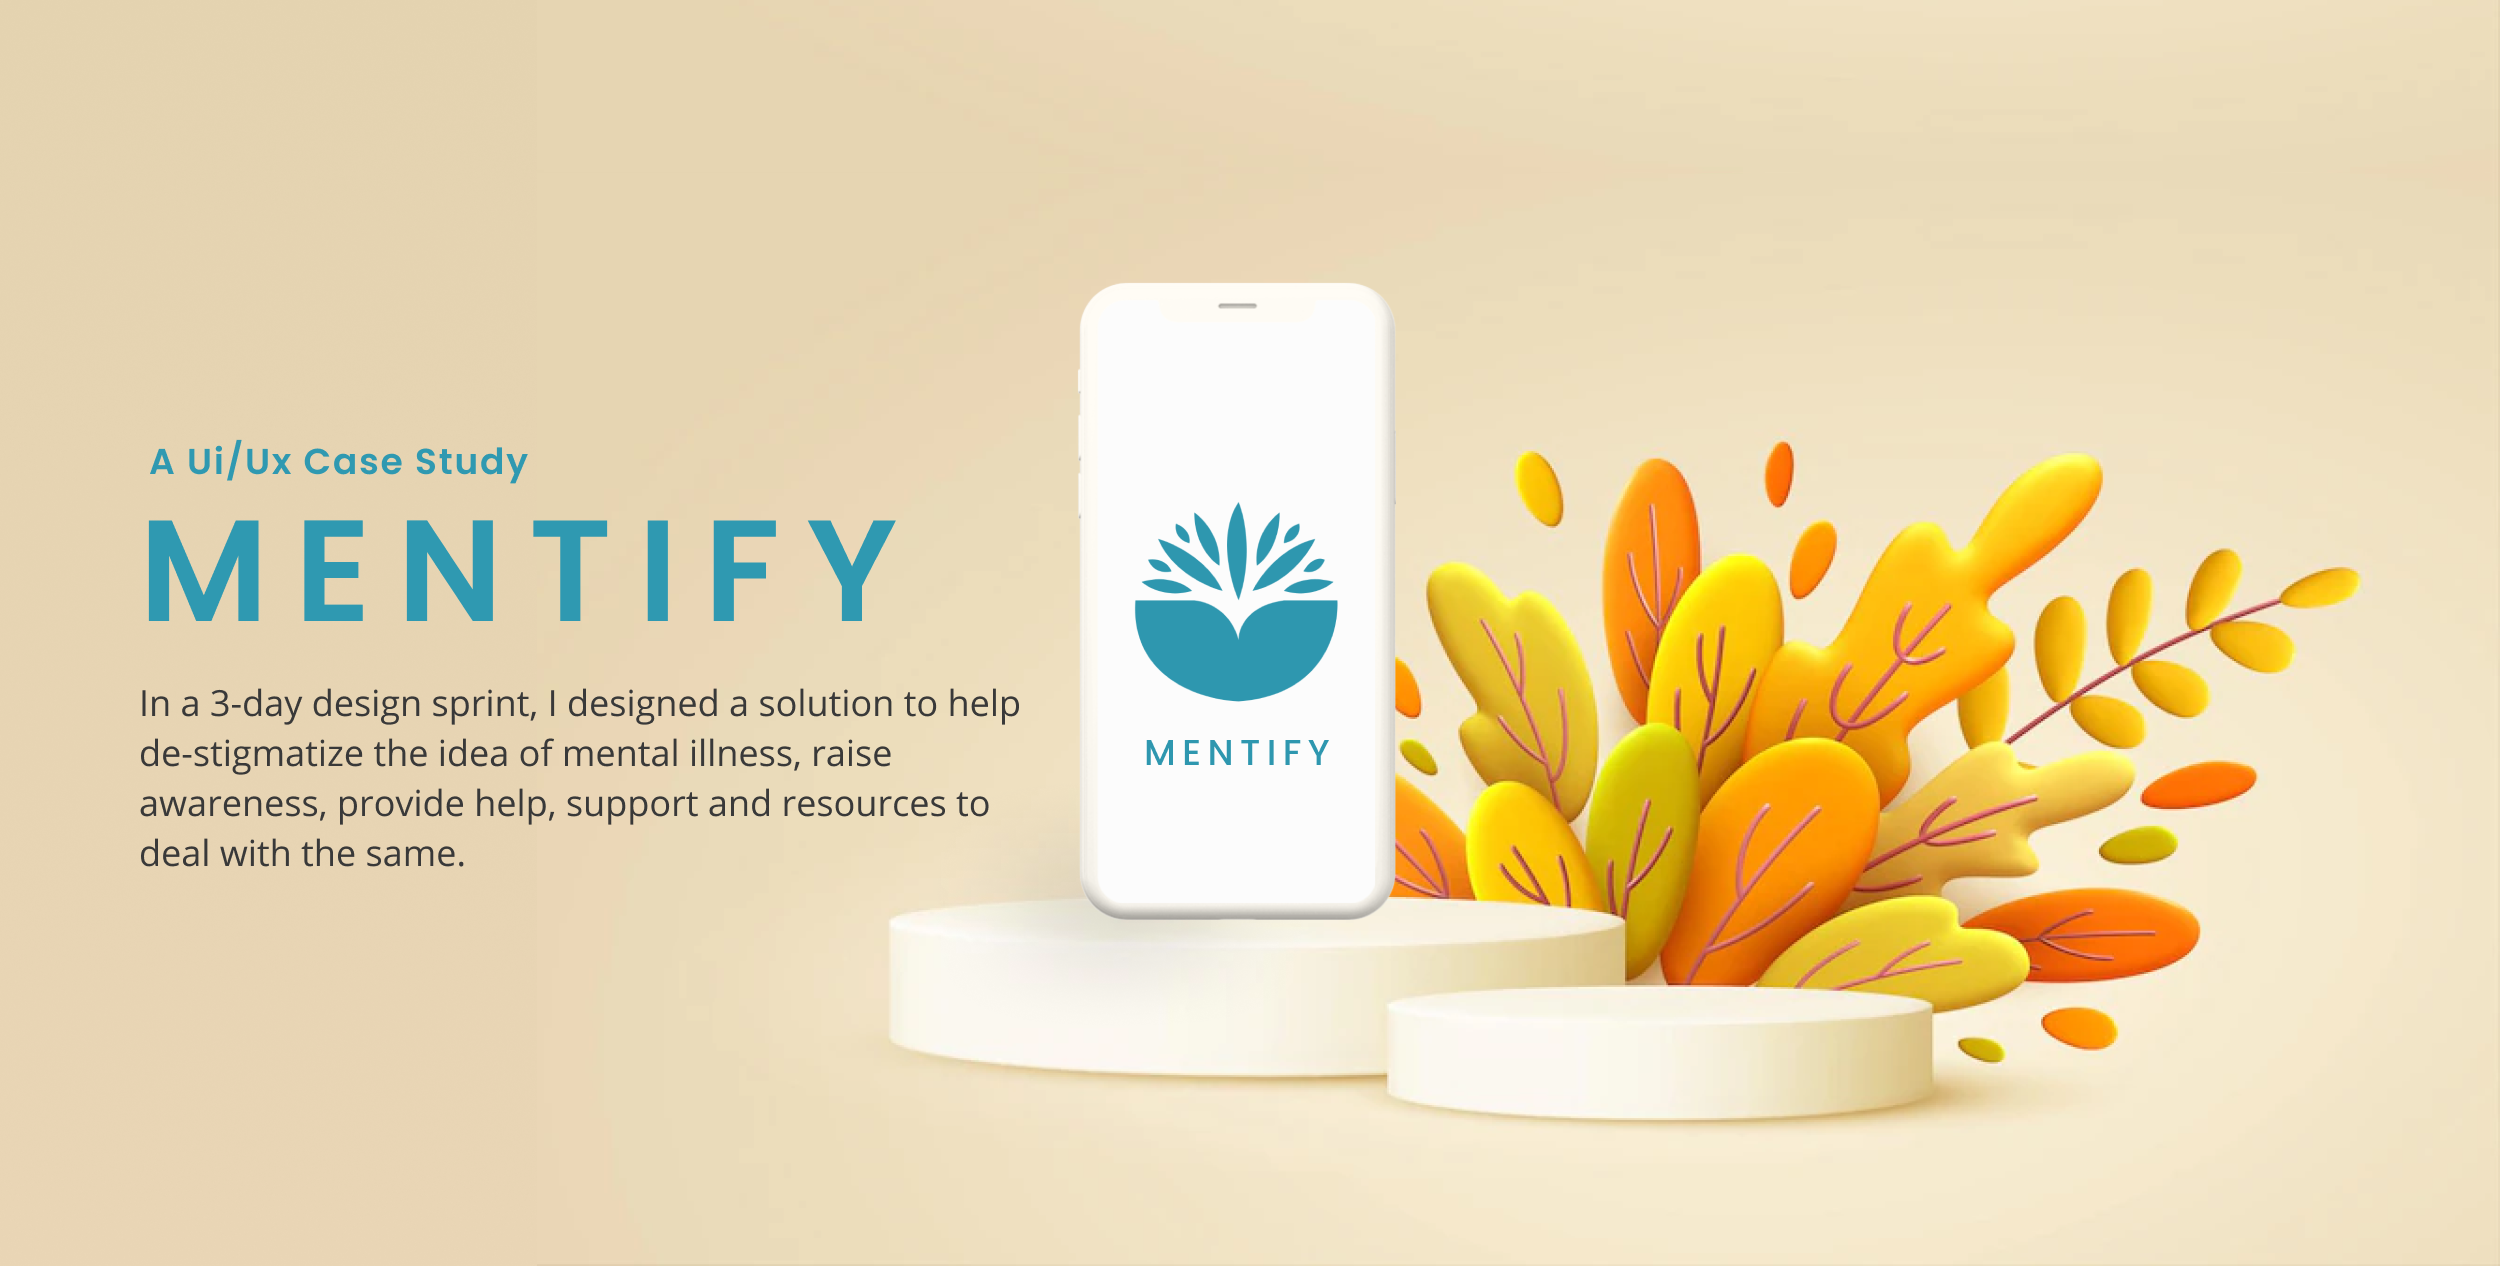 A Ui/Ux Case Study
MENTIFY
In a 3-day design sprint, I designed a solution to help
de-stigmatize the idea of mental illness, raise
awareness, provide help, support and resources to
deal with the same.
MENTIFY